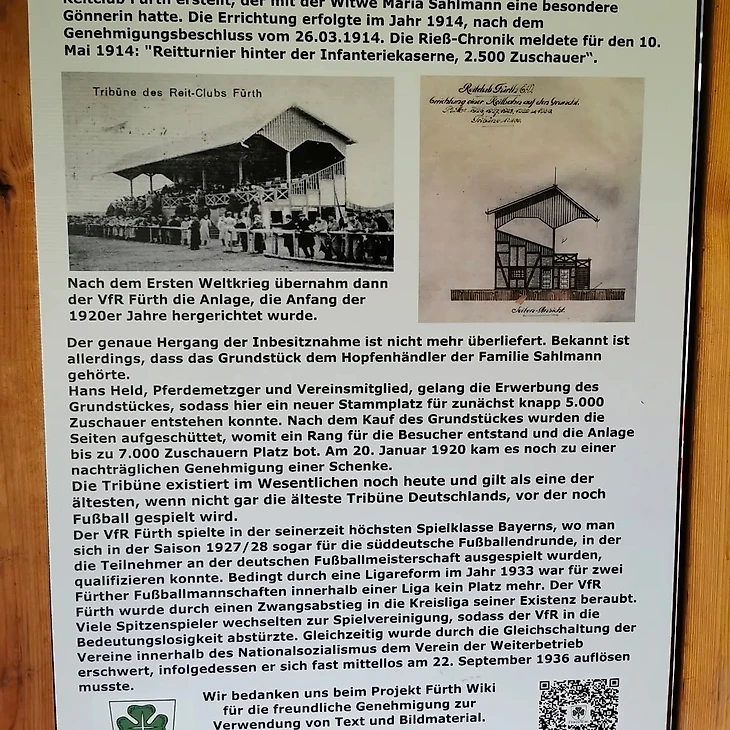 Reitclub Fürth erstellt, der mit der Witwe Maria Sahlmann eine besondere
Gönnerin hatte. Die Errichtung erfolgte im Jahr 1914, nach dem
Genehmigungsbeschluss vom 26.03.1914. Die Rieß-Chronik meldete für den 10.
Mai 1914: "Reitturnier hinter der Infanteriekaserne, 2.500 Zuschauer“.
Tribüne des Reit-Clubs Fürth
Reitclub Fürth E.V.
Errichtung einer Reitbahn auf den Grundst.
Seiten-Ansicht.
Nach dem Ersten Weltkrieg übernahm dann
der VfR Fürth die Anlage, die Anfang der
1920er Jahre hergerichtet wurde.
Der genaue Hergang der Inbesitznahme ist nicht mehr überliefert. Bekannt ist
allerdings, dass das Grundstück dem Hopfenhändler der Familie Sahlmann
gehörte.
Hans Held, Pferdemetzger und Vereinsmitglied, gelang die Erwerbung des
Grundstückes, sodass hier ein neuer Stammplatz für zunächst knapp 5.000
Zuschauer entstehen konnte. Nach dem Kauf des Grundstückes wurden die
Seiten aufgeschüttet, womit ein Rang für die Besucher entstand und die Anlage
bis zu 7.000 Zuschauern Platz bot. Am 20. Januar 1920 kam es noch zu einer
nachträglichen Genehmigung einer Schenke.
Die Tribüne existiert im Wesentlichen noch heute und gilt als eine der
ältesten, wenn nicht gar die älteste Tribüne Deutschlands, vor der noch
Fußball gespielt wird.
Der VfR Fürth spielte in der seinerzeit höchsten Spielklasse Bayerns, wo man
sich in der Saison 1927/28 sogar für die süddeutsche Fußballendrunde, in der
die Teilnehmer an der deutschen Fußballmeisterschaft ausgespielt wurden,
qualifizieren konnte. Bedingt durch eine Ligareform im Jahr 1933 war für zwei
Fürther Fußballmannschaften innerhalb einer Liga kein Platz mehr. Der VfR
Fürth wurde durch einen Zwangsabstieg in die Kreisliga seiner Existenz beraubt.
Viele Spitzenspieler wechselten zur Spielvereinigung, sodass der VfR in die
Bedeutungslosigkeit abstürzte. Gleichzeitig wurde durch die Gleichschaltung der
Vereine innerhalb des Nationalsozialismus dem Verein der Weiterbetrieb
erschwert, infolgedessen er sich fast mittellos am 22. September 1936 auflösen
musste.
Wir bedanken uns beim Projekt Fürth Wiki
für die freundliche Genehmigung zur
Verwendung von Text und Bildmaterial.